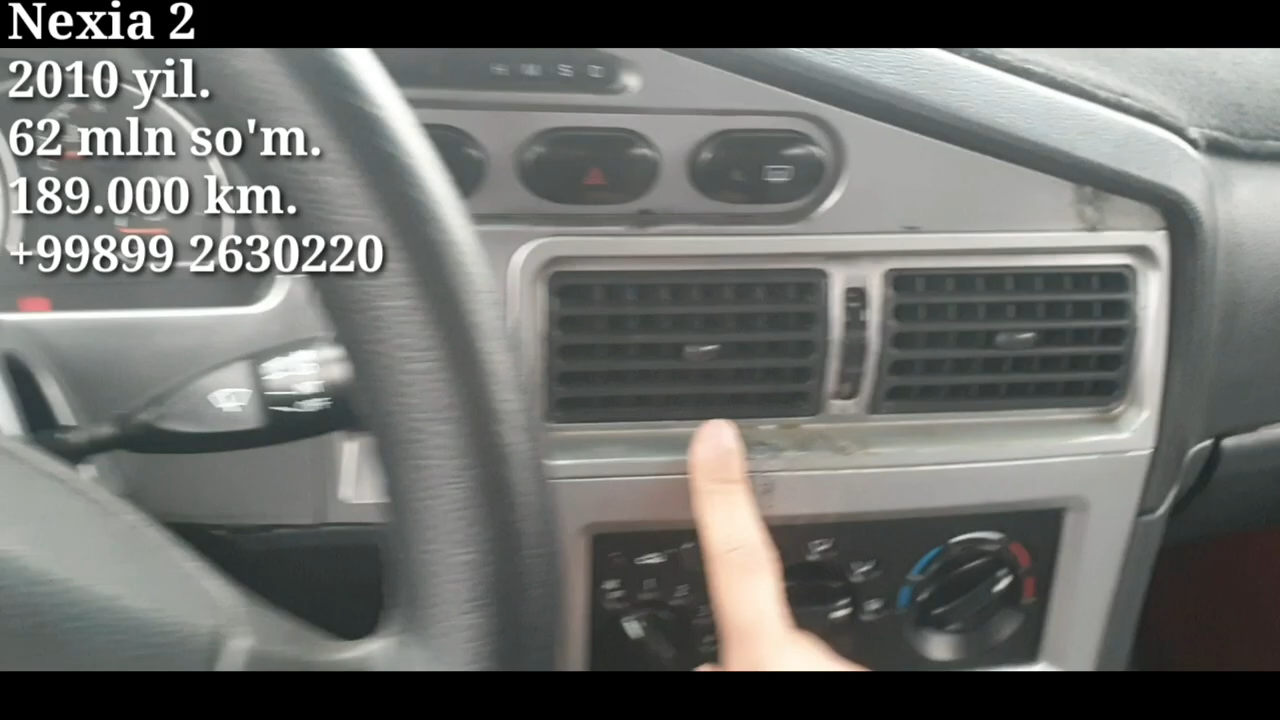 Nexia 2
2010 yil.
62 mln so'm.
189.000 km.
+99899 2630220